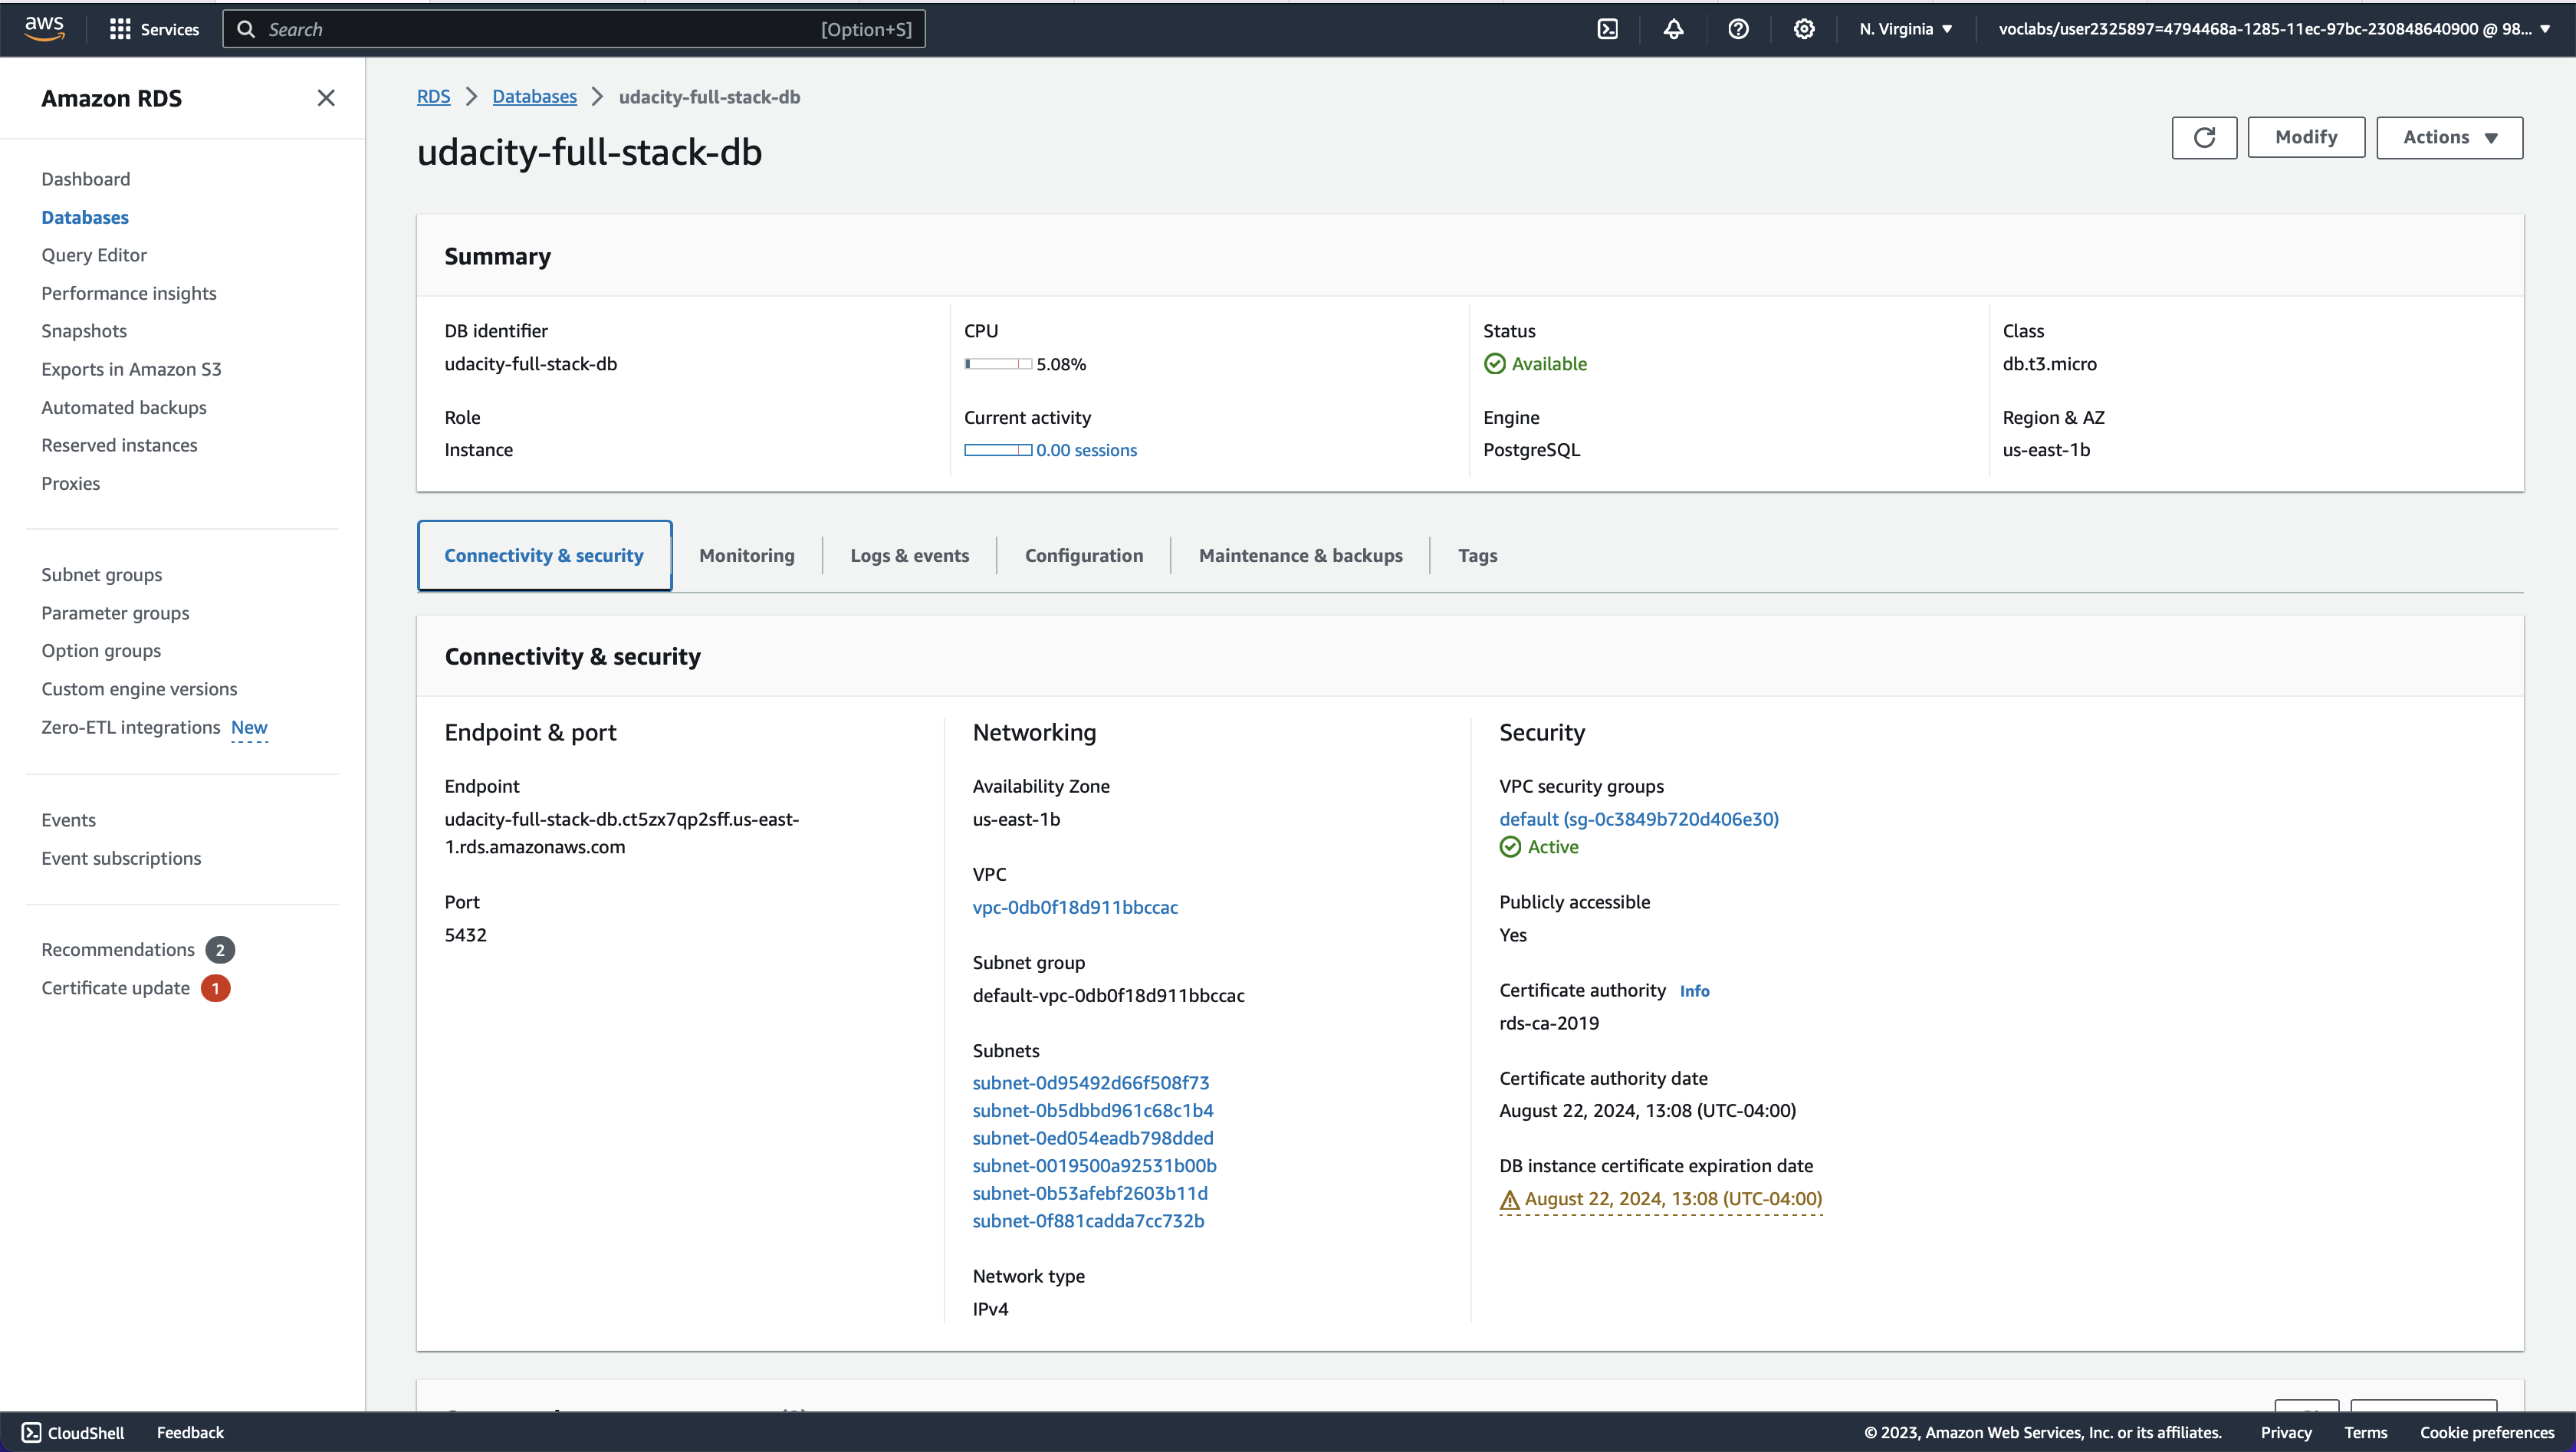 aws
Services
Search
[Option+S]
N. Virginia
voclabs/user2325897=4794468a-1285-11ec-97bc-230848640900 @ 98...
Amazon RDS
Dashboard
Databases
Query Editor
Performance insights
Snapshots
Exports in Amazon S3
Automated backups
Reserved instances
Proxies
Subnet groups
Parameter groups
Option groups
Custom engine versions
Zero-ETL integrations New
Events
Event subscriptions
Recommendations 2
Certificate update 1
RDS > Databases > udacity-full-stack-db
udacity-full-stack-db
Modify
Actions
Summary
DB identifier
udacity-full-stack-db
Role
Instance
CPU
5.08%
Current activity
0.00 sessions
Status
Available
Engine
PostgreSQL
Class
db.t3.micro
Region & AZ
us-east-1b
Connectivity & security
Monitoring
Logs & events
Configuration
Maintenance & backups
Tags
Connectivity & security
Endpoint & port
Endpoint
udacity-full-stack-db.ct5zx7qp2sff.us-east-
1.rds.amazonaws.com
Port
5432
Networking
Availability Zone
us-east-1b
VPC
vpc-0db0f18d911bbccac
Subnet group
default-vpc-0db0f18d911bbccac
Subnets
subnet-0d95492d66f508f73
subnet-0b5dbbd961c68c1b4
subnet-0ed054eadb798dded
subnet-0019500a92531b00b
subnet-0b53afebf2603b11d
subnet-0f881cadda7cc732b
Network type
IPv4
Security
VPC security groups
default (sg-0c3849b720d406e30)
Active
Publicly accessible
Yes
Certificate authority Info
rds-ca-2019
Certificate authority date
August 22, 2024, 13:08 (UTC-04:00)
DB instance certificate expiration date
August 22, 2024, 13:08 (UTC-04:00)
CloudShell
Feedback
© 2023, Amazon Web Services, Inc. or its affiliates.
Privacy
Terms
Cookie preferences